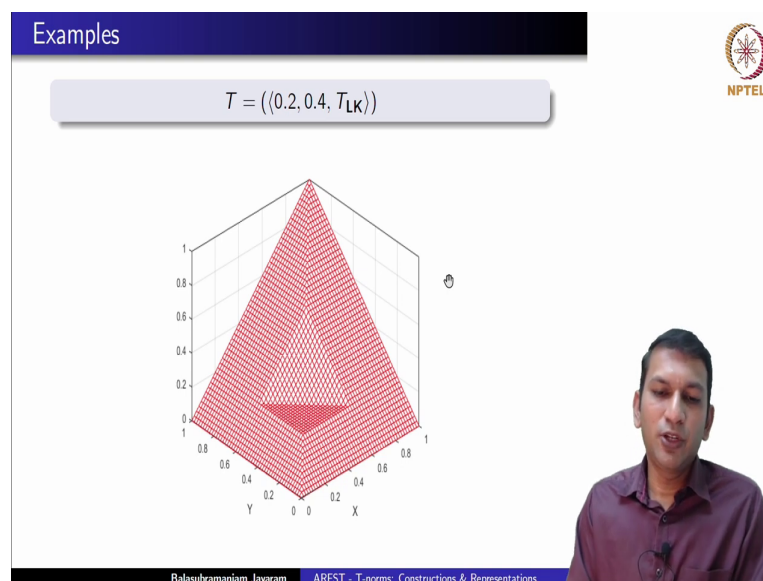 Examples
NPTEL
T = (⟨0.2, 0.4, T_LK⟩)
1
0.8
0.6
0.4
0.2
0
1
0.8
0.6
0.4
0.2
0
Y
0
0.2
0.4
0.6
0.8
1
X
Balasubramaniam Jayaram
AREST - T-norms: Constructions & Representations